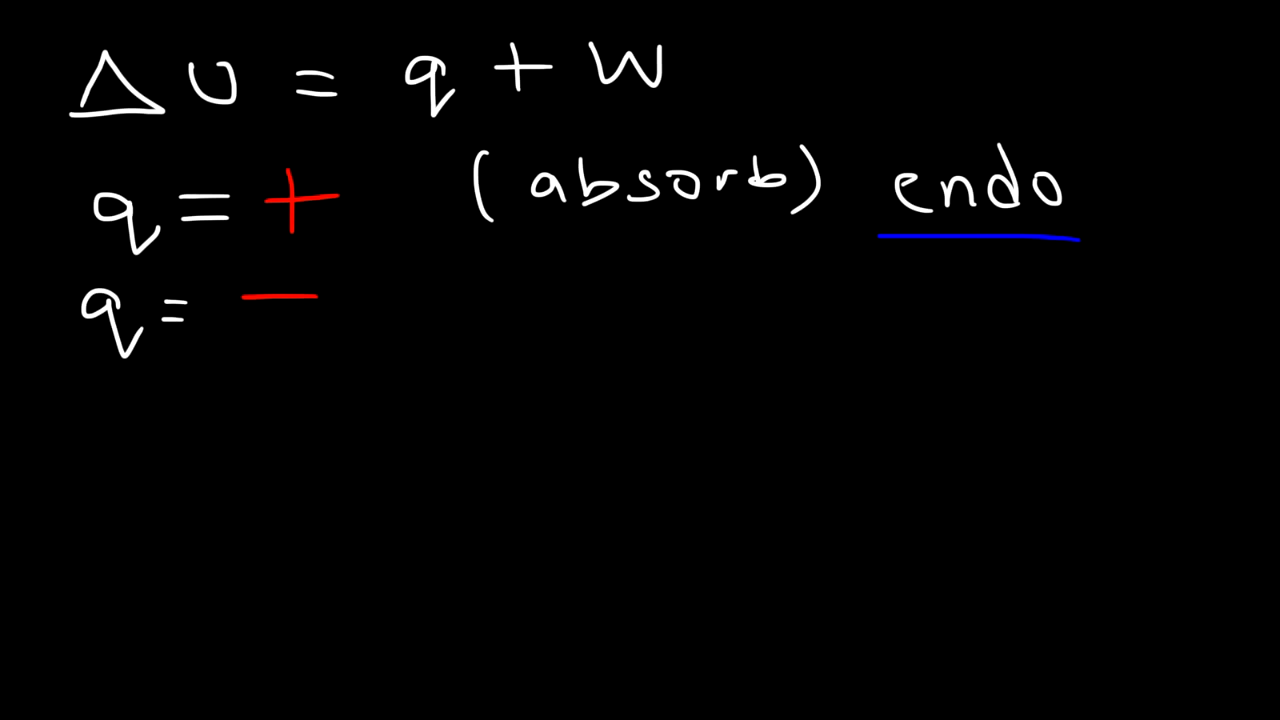 ΔU = q + W
q = + (absorb) endo
q = −